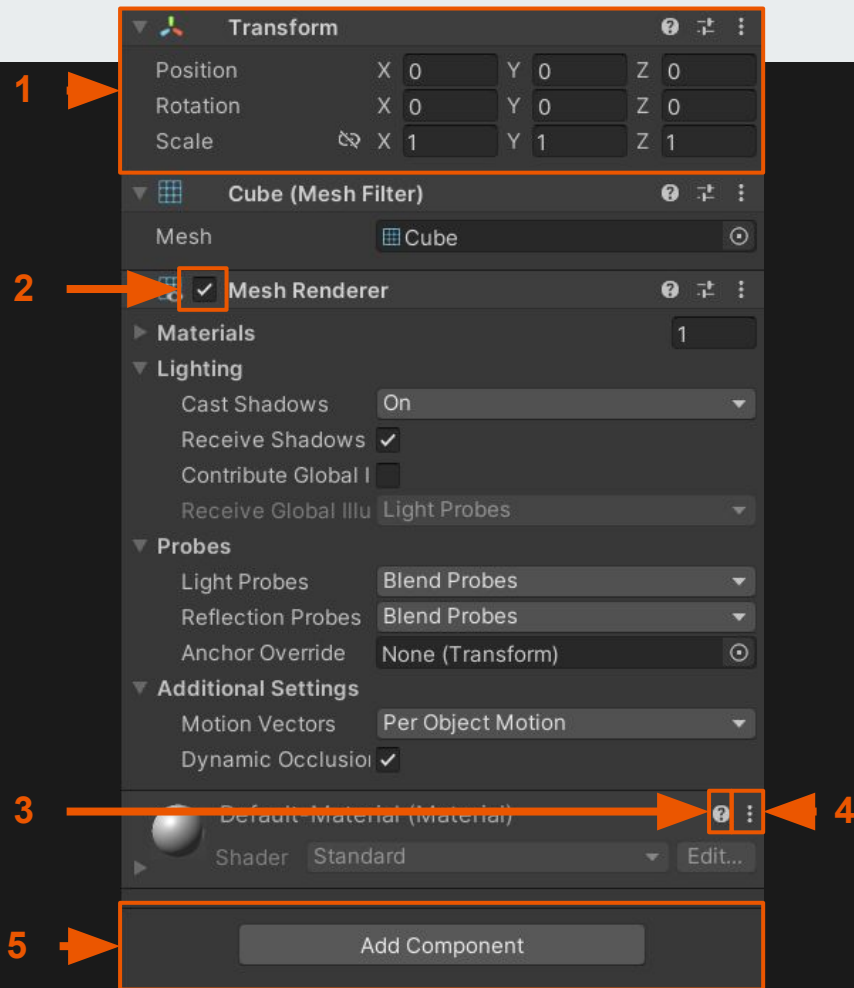 Transform
1
Position X 0 Y 0 Z 0
Rotation X 0 Y 0 Z 0
Scale X 1 Y 1 Z 1
Cube (Mesh Filter)
Mesh Cube
2 Mesh Renderer
Materials 1
Lighting
Cast Shadows On
Receive Shadows
Contribute Global I
Receive Global Illu Light Probes
Probes
Light Probes Blend Probes
Reflection Probes Blend Probes
Anchor Override None (Transform)
Additional Settings
Motion Vectors Per Object Motion
Dynamic Occlusio
3 Default-Material (Material) 4
Shader Standard Edit...
5 Add Component